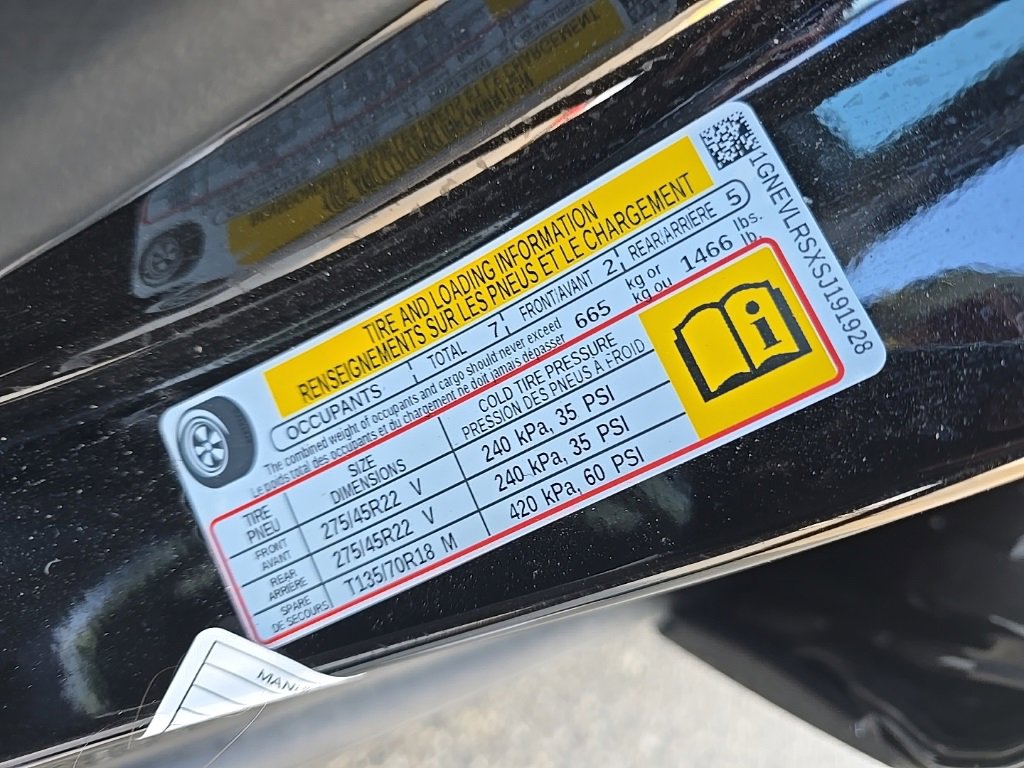 TIRE AND LOADING INFORMATION
RENSEIGNEMENTS SUR LES PNEUS ET LE CHARGEMENT
OCCUPANTS TOTAL 7 FRONT/AVANT 2 REAR/ARRIERE 5
The combined weight of occupants and cargo should never exceed 665 kg or 1466 lbs.
Le poids total des occupants et du chargement ne doit jamais dépasser kg ou lb.
TIRE
PNEU
SIZE
DIMENSIONS
COLD TIRE PRESSURE
PRESSION DES PNEUS A FROID
FRONT
AVANT
275/45R22 V
240 kPa, 35 PSI
REAR
ARRIÈRE
275/45R22 V
240 kPa, 35 PSI
SPARE
DE SECOURS
T135/70R18 M
420 kPa, 60 PSI
i
1GNEVLRSXSJ191928